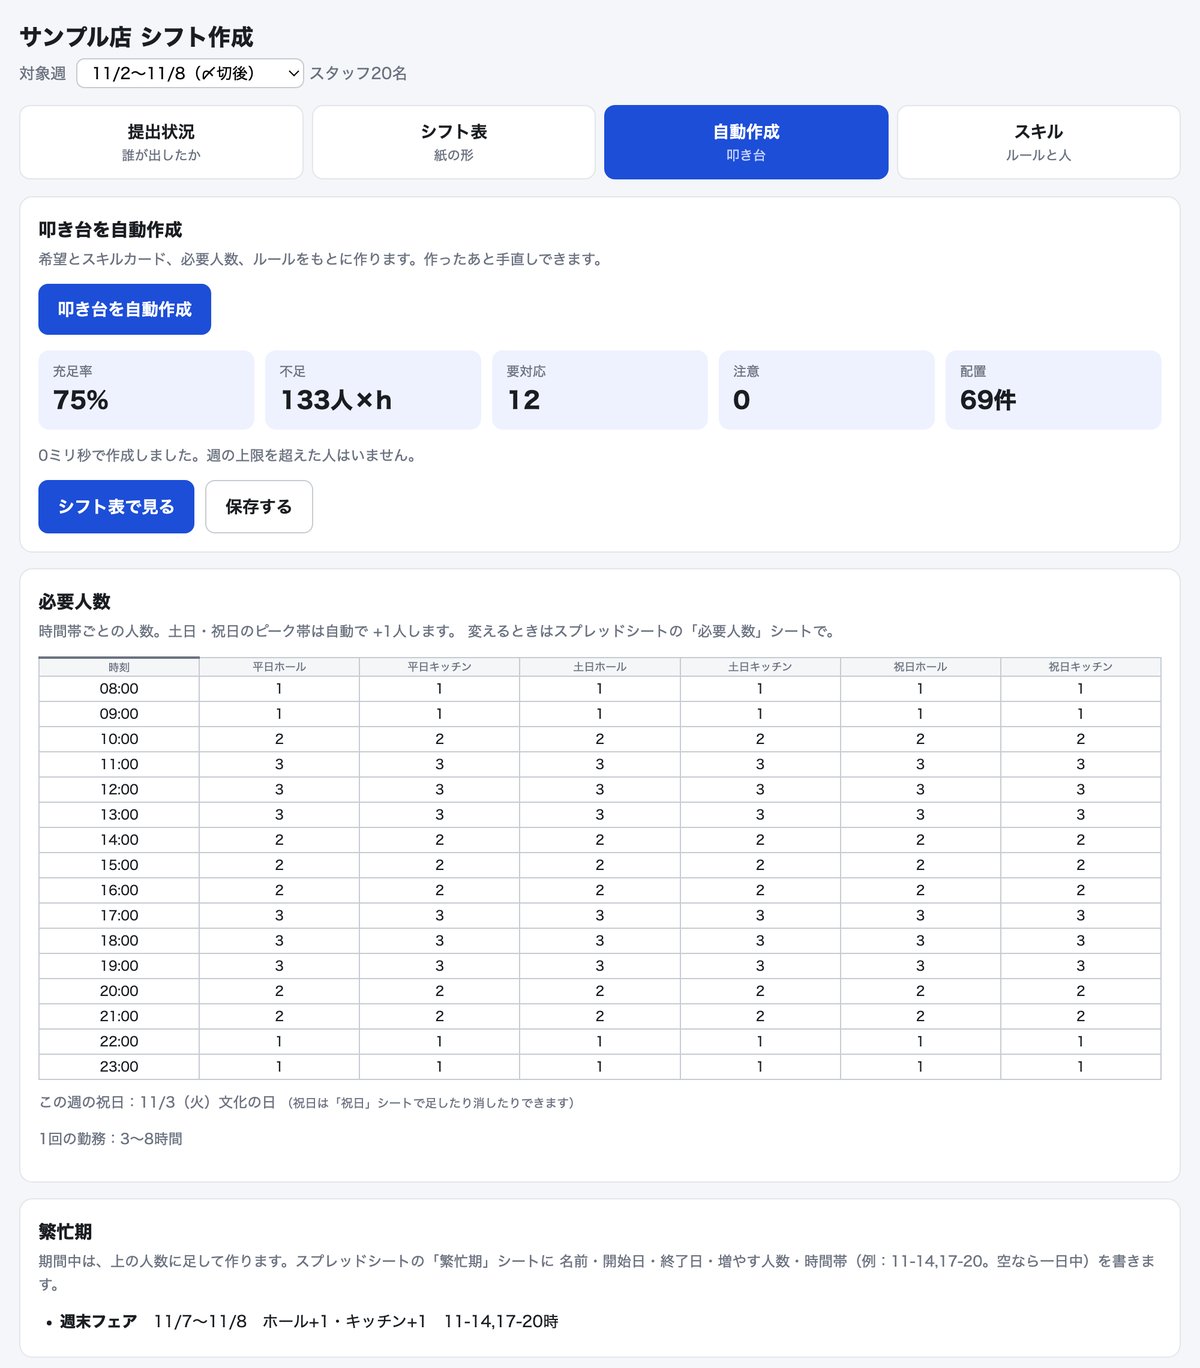 サンプル店 シフト作成
対象週 11/2〜11/8（〆切後） スタッフ20名
提出状況 シフト表 自動作成 スキル
誰が出したか 紙の形 叩き台 ルールと人
叩き台を自動作成
希望とスキルカード、必要人数、ルールをもとに作ります。作ったあと手直しできます。
叩き台を自動作成
充足率 不足 要対応 注意 配置
75% 133人×h 12 0 69件
0ミリ秒で作成しました。週の上限を超えた人はいません。
シフト表で見る 保存する
必要人数
時間帯ごとの人数。土日・祝日のピーク帯は自動で +1人します。 変えるときはスプレッドシートの「必要人数」シートで。
時刻 平日ホール 平日キッチン 土日ホール 土日キッチン 祝日ホール 祝日キッチン
08:00 1 1 1 1 1 1
09:00 1 1 1 1 1 1
10:00 2 2 2 2 2 2
11:00 3 3 3 3 3 3
12:00 3 3 3 3 3 3
13:00 3 3 3 3 3 3
14:00 2 2 2 2 2 2
15:00 2 2 2 2 2 2
16:00 2 2 2 2 2 2
17:00 3 3 3 3 3 3
18:00 3 3 3 3 3 3
19:00 3 3 3 3 3 3
20:00 2 2 2 2 2 2
21:00 2 2 2 2 2 2
22:00 1 1 1 1 1 1
23:00 1 1 1 1 1 1
この週の祝日：11/3（火）文化の日 （祝日は「祝日」シートで足したり消したりできます）
1回の勤務：3〜8時間
繁忙期
期間中は、上の人数に足して作ります。スプレッドシートの「繁忙期」シートに 名前・開始日・終了日・増やす人数・時間帯（例：11-14,17-20。空なら一日中）を書きま
す。
• 週末フェア 11/7〜11/8 ホール+1・キッチン+1 11-14,17-20時